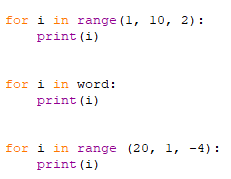 for i in range(1, 10, 2):
    print(i)
for i in word:
    print(i)
for i in range (20, 1, -4):
    print(i)